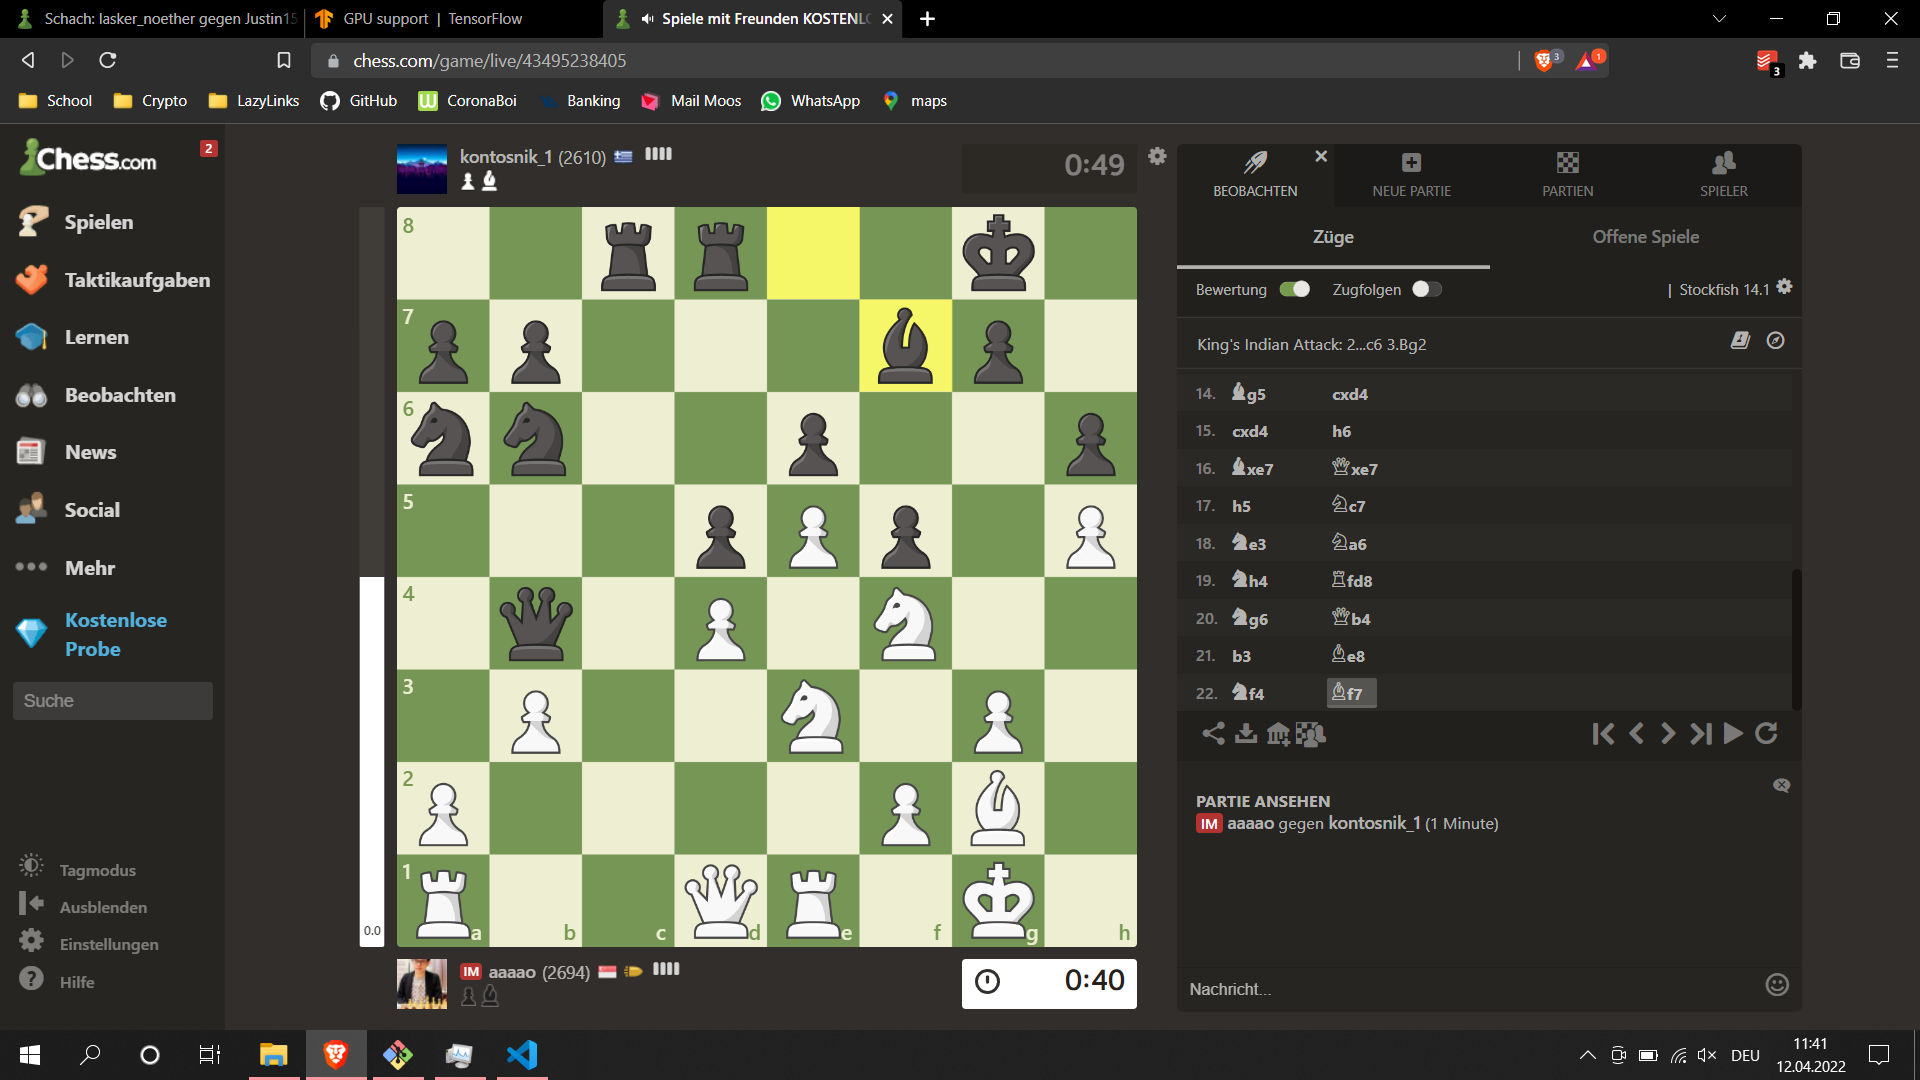 Schach: lasker_noether gegen Justin15
GPU support | TensorFlow
Spiele mit Freunden KOSTENLO
chess.com/game/live/43495238405
3
1
3
School
Crypto
LazyLinks
GitHub
CoronaBoi
Banking
Mail Moos
WhatsApp
maps
Chess.com
2
Spielen
Taktikaufgaben
Lernen
Beobachten
News
Social
Mehr
Kostenlose
Probe
Suche
Tagmodus
Ausblenden
Einstellungen
Hilfe
kontosnik_1 (2610)
0:49
8
7
6
5
4
3
2
1
a
b
c
d
e
f
g
h
0.0
IM aaaao (2694)
0:40
BEOBACHTEN
NEUE PARTIE
PARTIEN
SPIELER
Züge
Offene Spiele
Bewertung
Zugfolgen
| Stockfish 14.1
King's Indian Attack: 2...c6 3.Bg2
14. g5 cxd4
15. cxd4 h6
16. xe7 xe7
17. h5 c7
18. e3 a6
19. h4 fd8
20. g6 b4
21. b3 e8
22. f4 f7
PARTIE ANSEHEN
IM aaaao gegen kontosnik_1 (1 Minute)
Nachricht...
DEU
11:41
12.04.2022